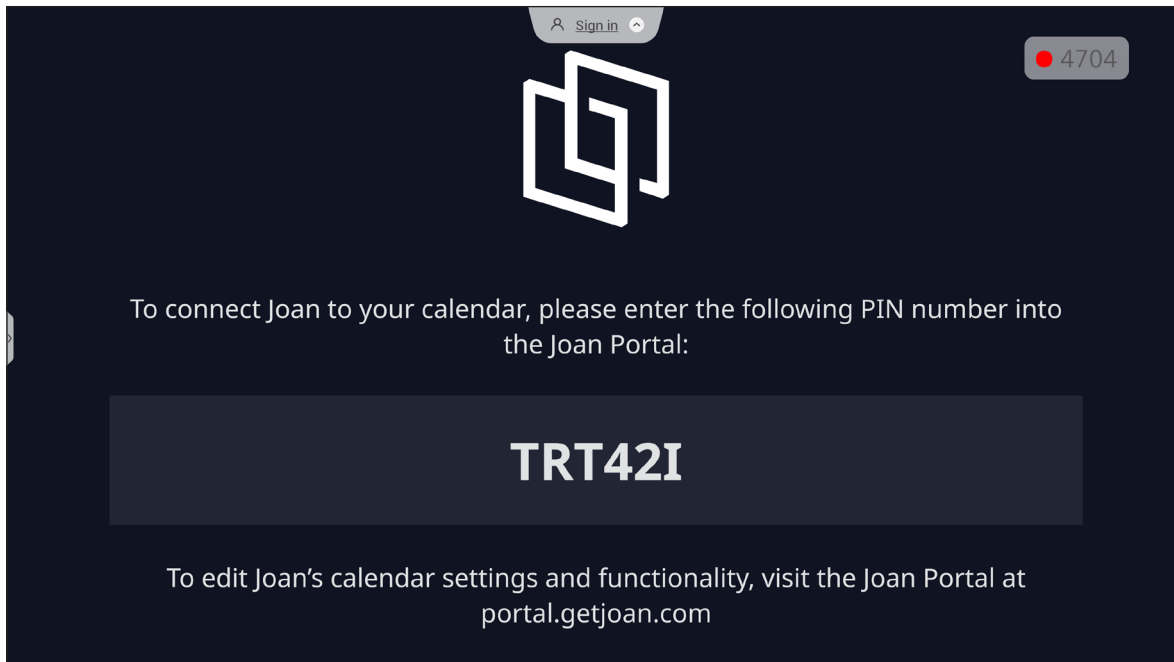 Sign in
4704
To connect Joan to your calendar, please enter the following PIN number into
the Joan Portal:
TRT42I
To edit Joan’s calendar settings and functionality, visit the Joan Portal at
portal.getjoan.com